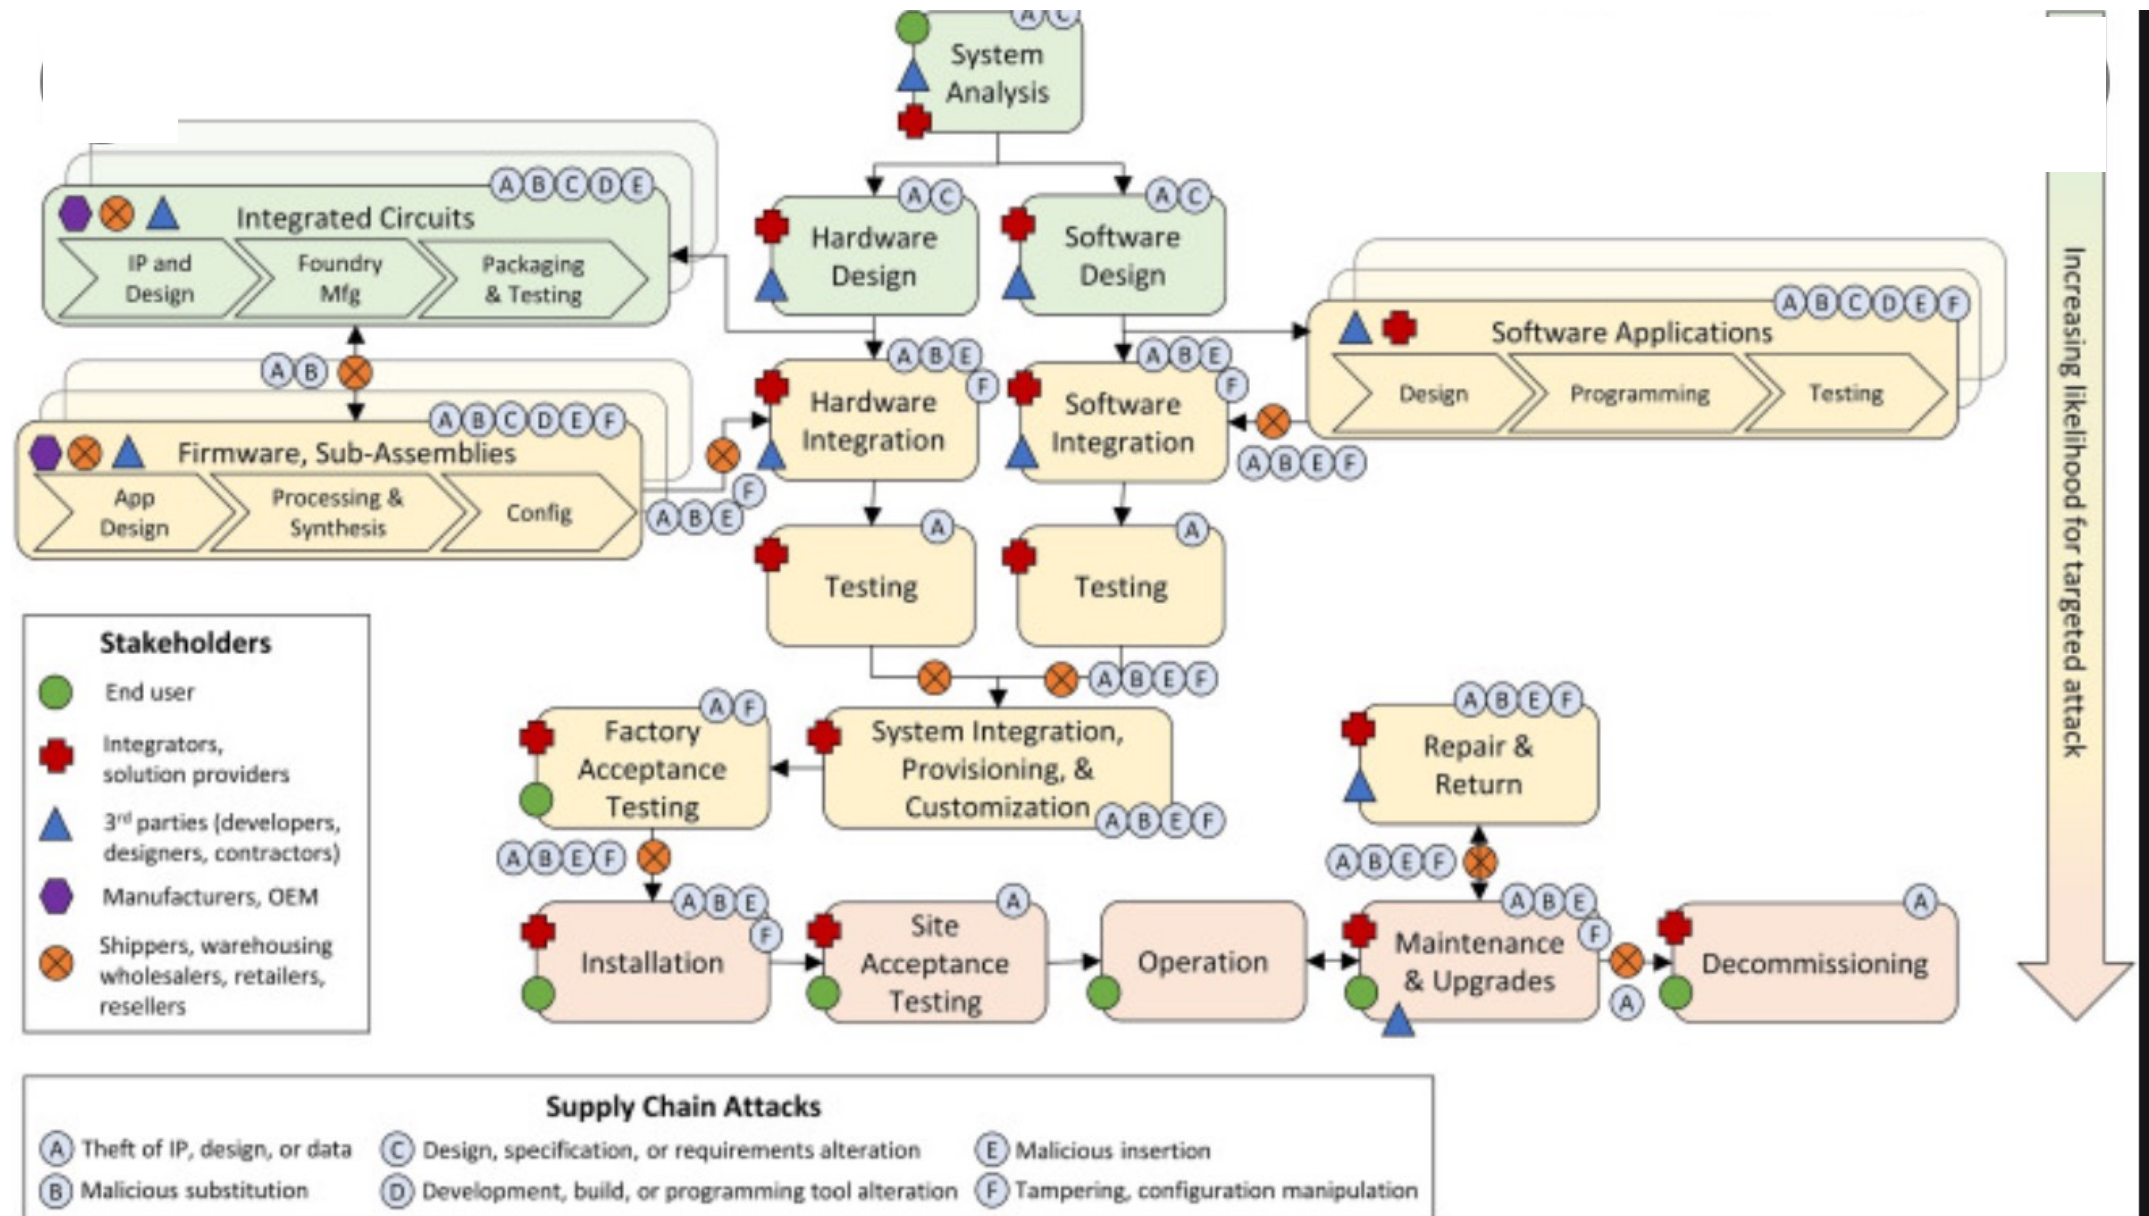 A C
System
Analysis
A B C D E
Integrated Circuits
IP and
Design
Foundry
Mfg
Packaging
& Testing
A C
Hardware
Design
A C
Software
Design
A B C D E F
Software Applications
Design
Programming
Testing
A B
A B C D E F
Firmware, Sub-Assemblies
App
Design
Processing &
Synthesis
Config
F
A B E
A B E
F
Hardware
Integration
A B E
F
Software
Integration
A B E F
A
Testing
A
Testing
A B E F
Increasing likelihood for targeted attack
Stakeholders
End user
Integrators,
solution providers
3rd parties (developers,
designers, contractors)
Manufacturers, OEM
Shippers, warehousing
wholesalers, retailers,
resellers
A F
Factory
Acceptance
Testing
System Integration,
Provisioning, &
Customization
A B E F
A B E F
Repair &
Return
A B E F
A B E F
A B E
F
Installation
A
Site
Acceptance
Testing
Operation
A B E
F
Maintenance
& Upgrades
A
A
Decommissioning
Supply Chain Attacks
A Theft of IP, design, or data
B Malicious substitution
C Design, specification, or requirements alteration
D Development, build, or programming tool alteration
E Malicious insertion
F Tampering, configuration manipulation